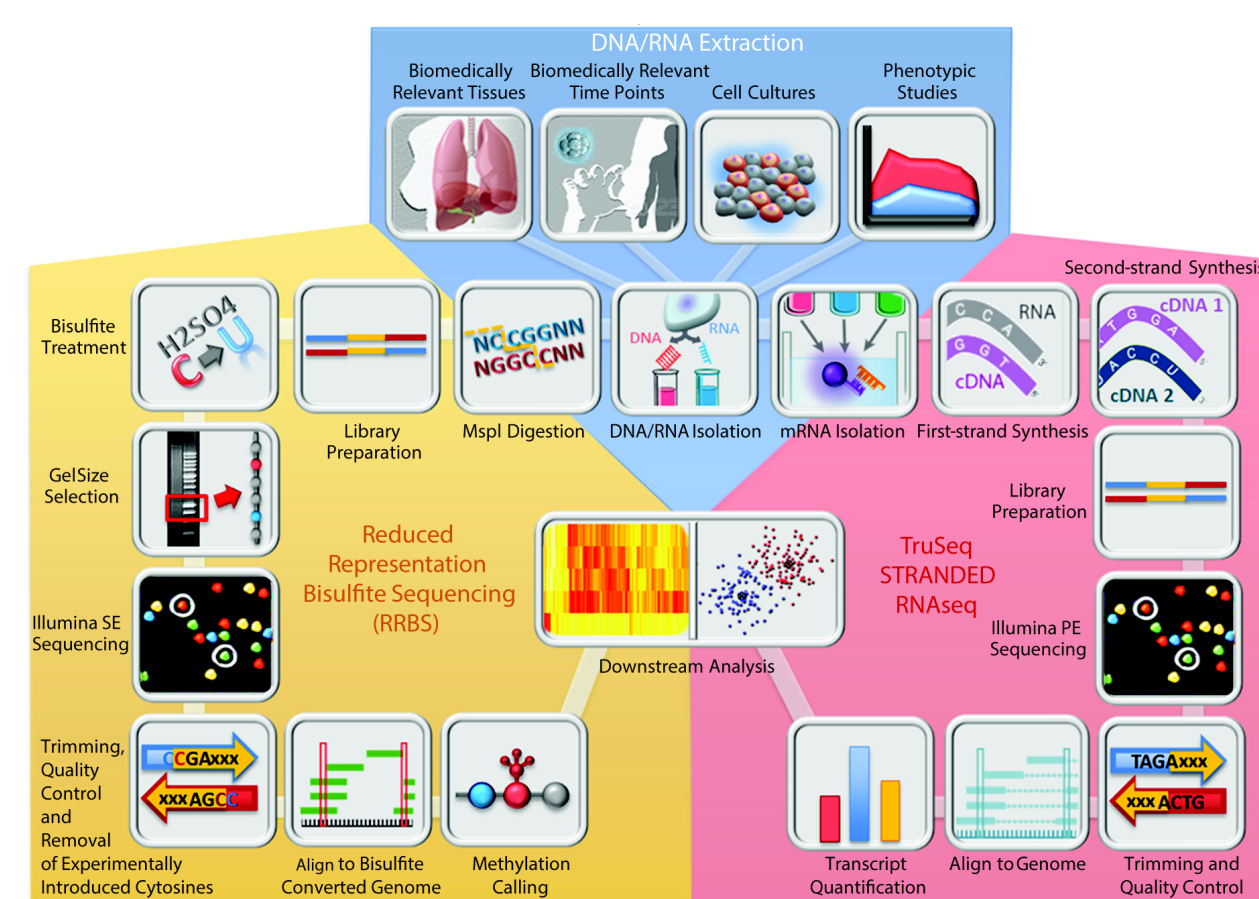 DNA/RNA Extraction
Biomedically
Relevant Tissues
Biomedically Relevant
Time Points
Cell Cultures
Phenotypic
Studies
Second-strand Synthesis
Bisulfite
Treatment
H2SO4
C
U
NCCGGNN
NGGCCNN
DNA
RNA
C C A
RNA
G G T
cDNA
T G G A
cDNA 1
3'
A C C U
cDNA 2
Library
Preparation
MspI Digestion
DNA/RNA Isolation
mRNA Isolation
First-strand Synthesis
Gel Size
Selection
Library
Preparation
Reduced
Representation
Bisulfite Sequencing
(RRBS)
TruSeq
STRANDED
RNAseq
Illumina SE
Sequencing
Illumina PE
Sequencing
Downstream Analysis
Trimming,
Quality
Control
and
Removal
of Experimentally
Introduced Cytosines
CCGAxxx
xxxAGCC
Align to Bisulfite
Converted Genome
Methylation
Calling
Transcript
Quantification
Align to Genome
TAGAxxx
xxxACTG
Trimming and
Quality Control